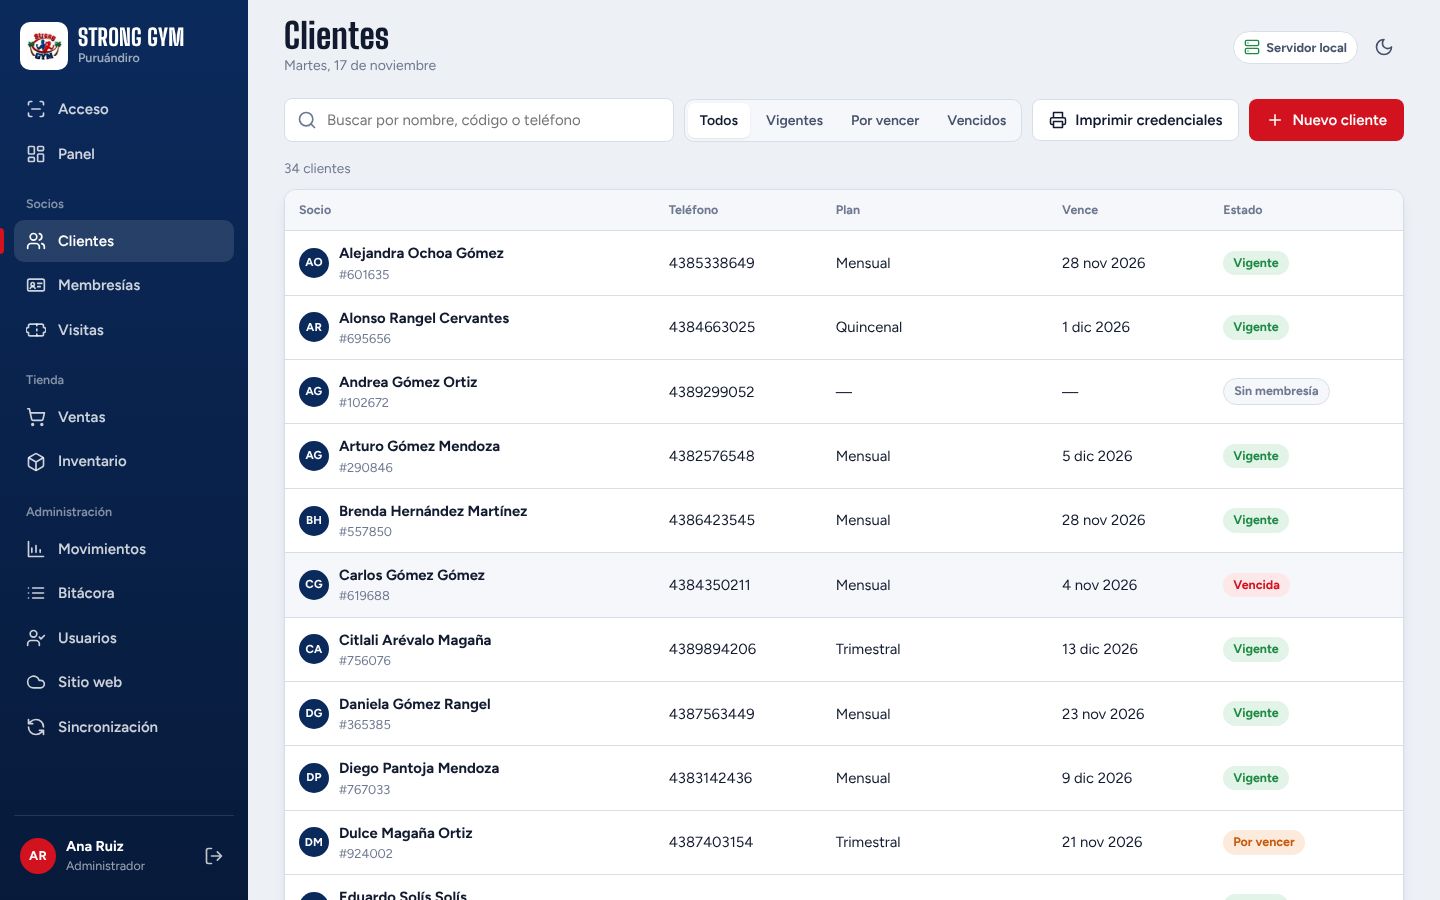 STRONG GYM
Puruándiro
Acceso
Panel
Socios
Clientes
Membresías
Visitas
Tienda
Ventas
Inventario
Administración
Movimientos
Bitácora
Usuarios
Sitio web
Sincronización
AR
Ana Ruiz
Administrador
Clientes
Martes, 17 de noviembre
Servidor local
Buscar por nombre, código o teléfono
Todos Vigentes Por vencer Vencidos
Imprimir credenciales
Nuevo cliente
34 clientes
Socio Teléfono Plan Vence Estado
AO Alejandra Ochoa Gómez 4385338649 Mensual 28 nov 2026 Vigente
#601635
AR Alonso Rangel Cervantes 4384663025 Quincenal 1 dic 2026 Vigente
#695656
AG Andrea Gómez Ortiz 4389299052 — — Sin membresía
#102672
AG Arturo Gómez Mendoza 4382576548 Mensual 5 dic 2026 Vigente
#290846
BH Brenda Hernández Martínez 4386423545 Mensual 28 nov 2026 Vigente
#557850
CG Carlos Gómez Gómez 4384350211 Mensual 4 nov 2026 Vencida
#619688
CA Citlali Arévalo Magaña 4389894206 Trimestral 13 dic 2026 Vigente
#756076
DG Daniela Gómez Rangel 4387563449 Mensual 23 nov 2026 Vigente
#365385
DP Diego Pantoja Mendoza 4383142436 Mensual 9 dic 2026 Vigente
#767033
DM Dulce Magaña Ortiz 4387403154 Trimestral 21 nov 2026 Por vencer
#924002
Eduardo Solís Solís